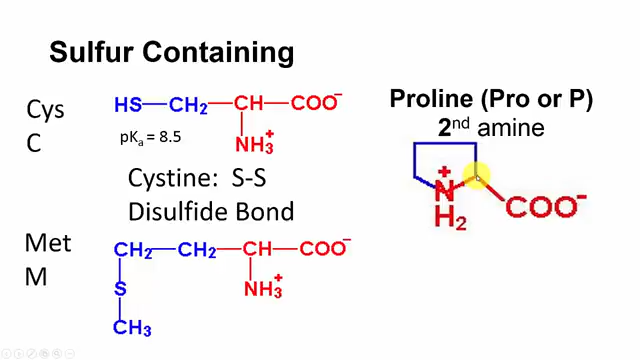 Sulfur Containing
Cys
C
HS—CH₂—CH—COO⁻
NH₃⁺
pKₐ = 8.5
Cystine: S-S
Disulfide Bond
Met
M
CH₂—CH₂—CH—COO⁻
S
NH₃⁺
CH₃
Proline (Pro or P)
2ⁿᵈ amine
+
N
H₂
COO⁻